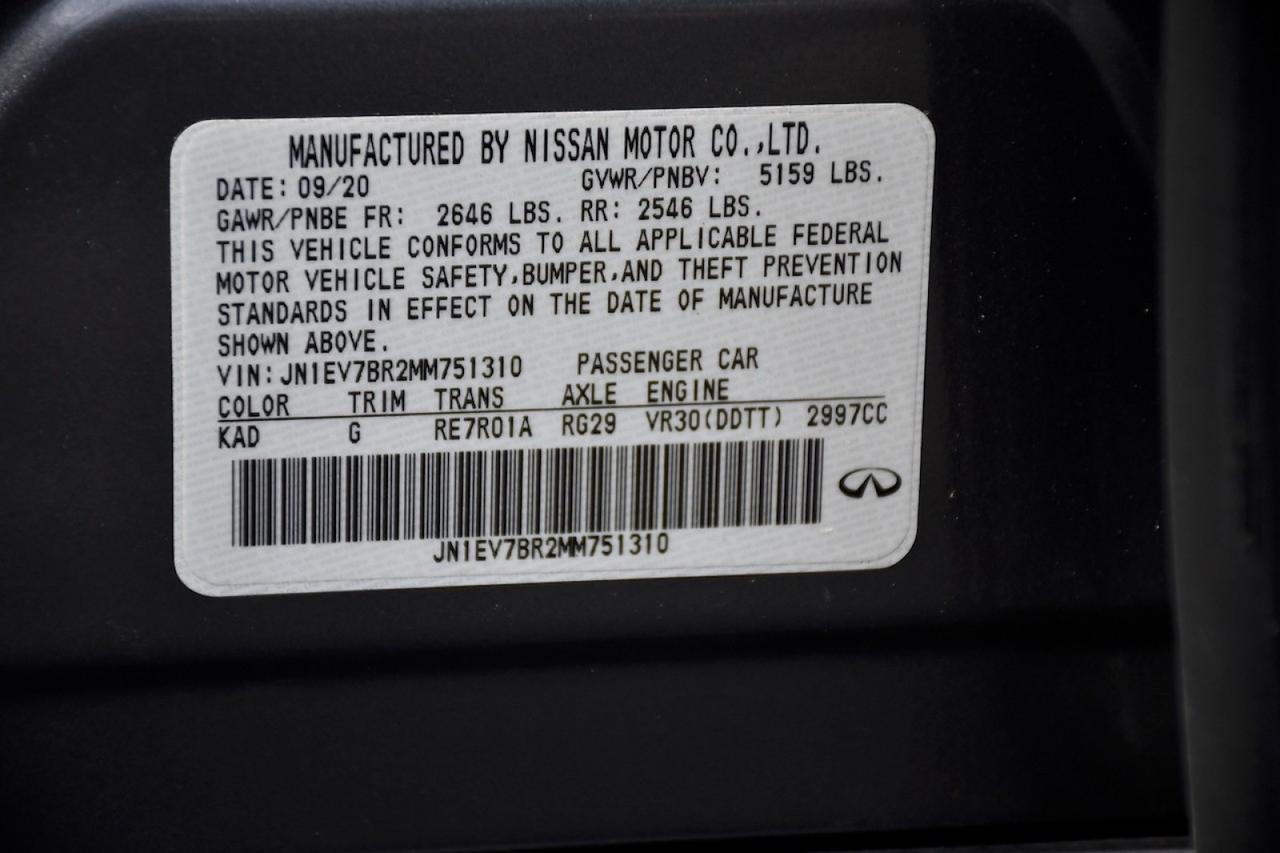 MANUFACTURED BY NISSAN MOTOR CO.,LTD.
DATE: 09/20 GVWR/PNBV: 5159 LBS.
GAWR/PNBE FR: 2646 LBS. RR: 2546 LBS.
THIS VEHICLE CONFORMS TO ALL APPLICABLE FEDERAL
MOTOR VEHICLE SAFETY,BUMPER,AND THEFT PREVENTION
STANDARDS IN EFFECT ON THE DATE OF MANUFACTURE
SHOWN ABOVE.
VIN:JN1EV7BR2MM751310 PASSENGER CAR
COLOR TRIM TRANS AXLE ENGINE
KAD G RE7R01A RG29 VR30(DDTT) 2997CC
JN1EV7BR2MM751310